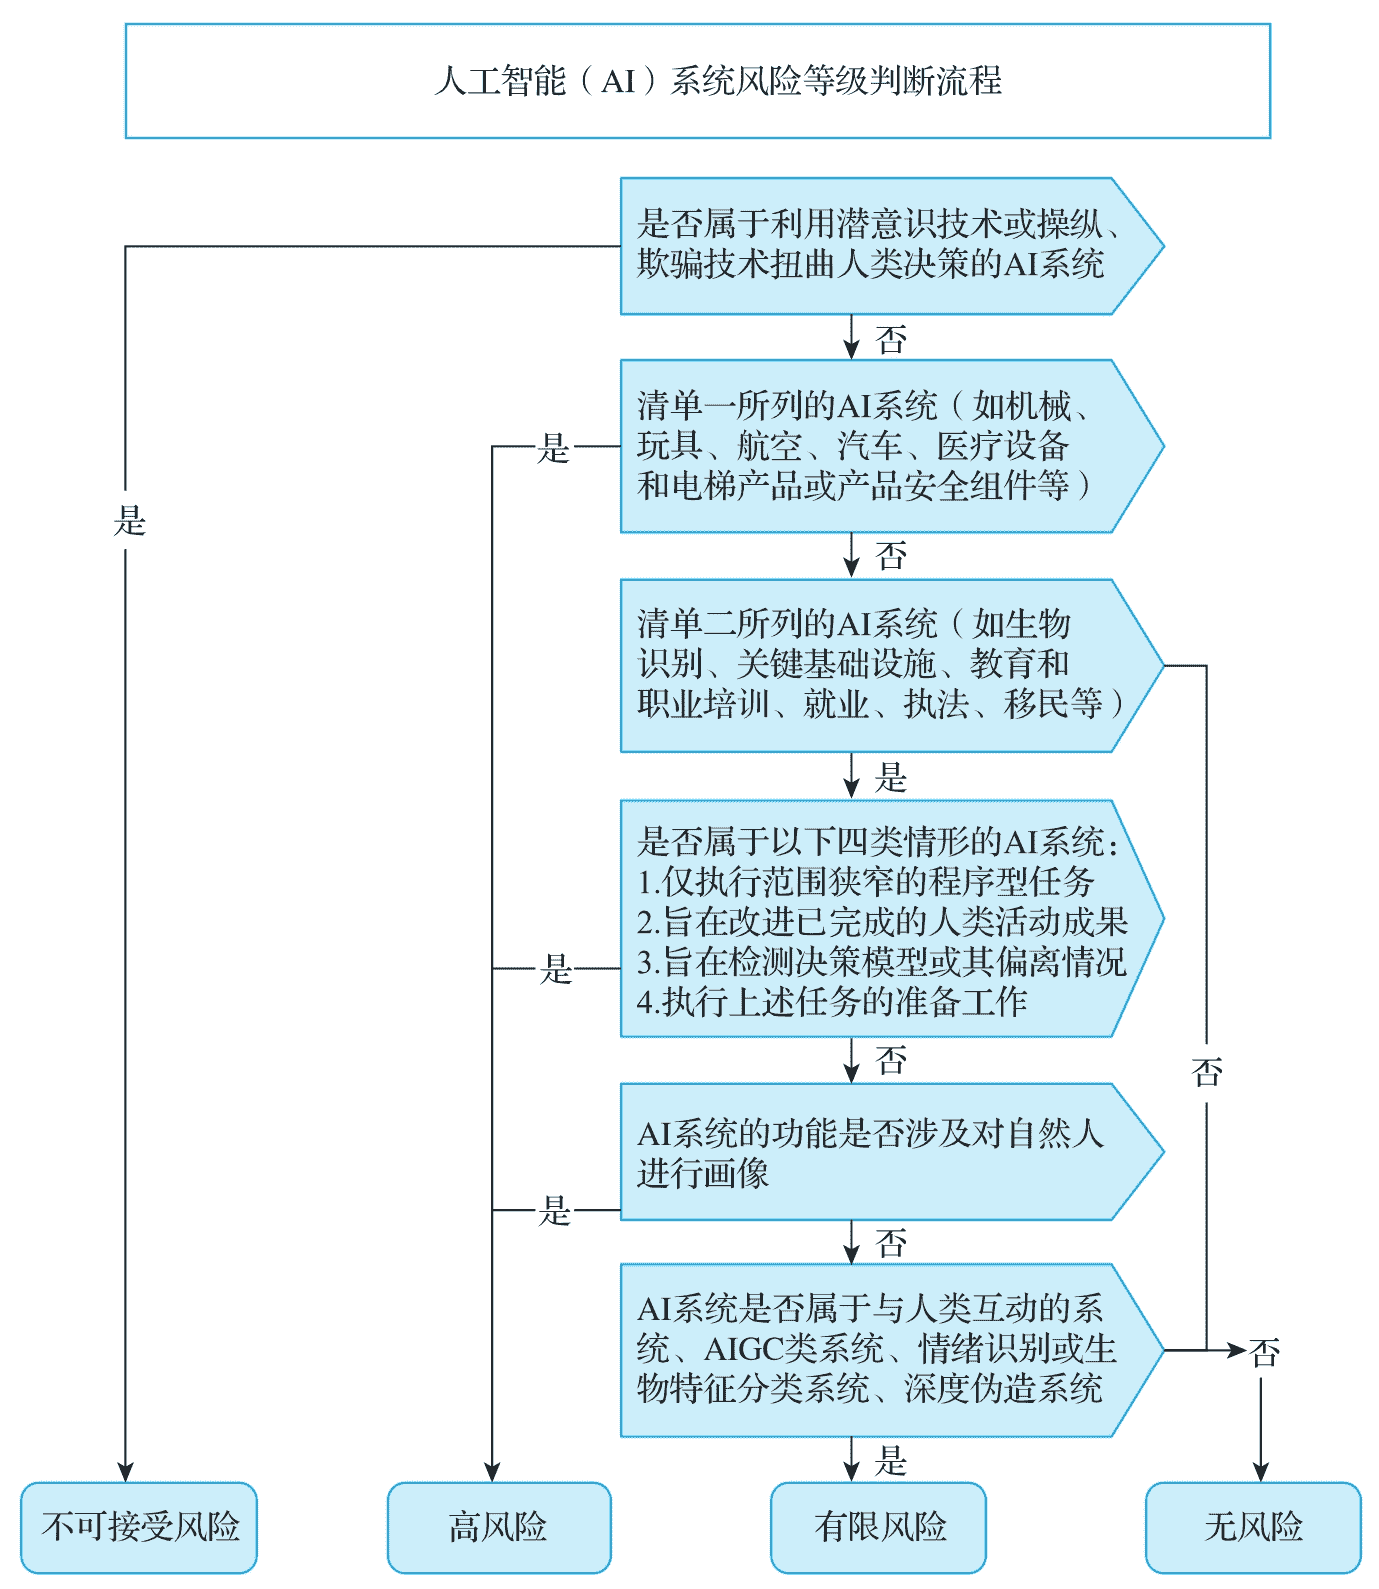 人工智能（AI）系统风险等级判断流程
是否属于利用潜意识技术或操纵、
欺骗技术扭曲人类决策的AI系统
否
清单一所列的AI系统（如机械、
玩具、航空、汽车、医疗设备
和电梯产品或产品安全组件等）
是
是
否
清单二所列的AI系统（如生物
识别、关键基础设施、教育和
职业培训、就业、执法、移民等）
是
是否属于以下四类情形的AI系统：
1.仅执行范围狭窄的程序型任务
2.旨在改进已完成的人类活动成果
3.旨在检测决策模型或其偏离情况
4.执行上述任务的准备工作
是
否
否
AI系统的功能是否涉及对自然人
进行画像
是
否
AI系统是否属于与人类互动的系
统、AIGC类系统、情绪识别或生
物特征分类系统、深度伪造系统
否
是
不可接受风险
高风险
有限风险
无风险